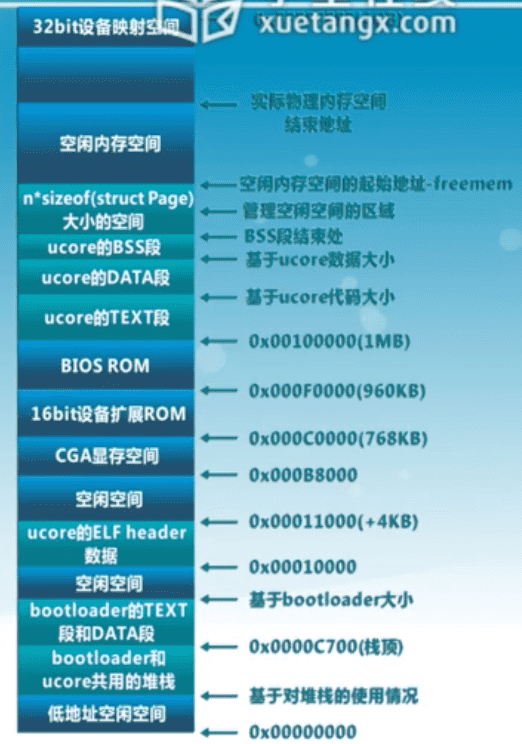 xuetangx.com
32bit设备映射空间
实际物理内存空间
结束地址
空闲内存空间
空闲内存空间的起始地址-freemem
n*sizeof(struct Page)
大小的空间
管理空闲空间的区域
BSS段结束处
ucore的BSS段
基于ucore数据大小
ucore的DATA段
基于ucore代码大小
ucore的TEXT段
0x00100000(1MB)
BIOS ROM
0x000F0000(960KB)
16bit设备扩展ROM
0x000C0000(768KB)
CGA显存空间
0x000B8000
空闲空间
0x00011000(+4KB)
ucore的ELF header
数据
0x00010000
空闲空间
基于bootloader大小
bootloader的TEXT
段和DATA段
0x0000C700(栈顶)
bootloader和
ucore共用的堆栈
基于对堆栈的使用情况
低地址空闲空间
0x00000000